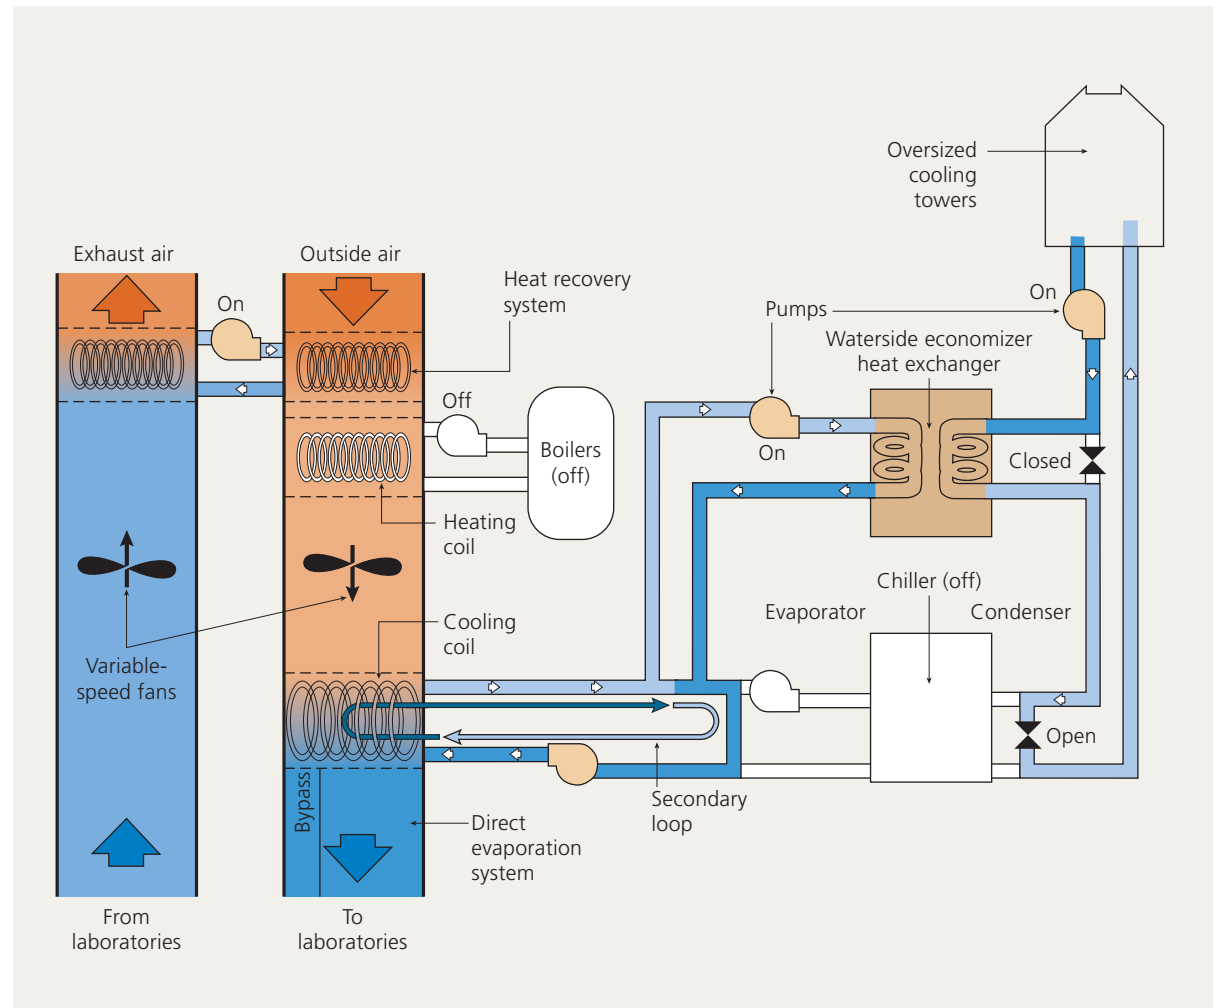 Oversized
cooling
towers
Exhaust air
Outside air
Heat recovery
system
On
On
Pumps
Waterside economizer
heat exchanger
Off
Boilers
(off)
On
Closed
Heating
coil
Chiller (off)
Evaporator
Condenser
Cooling
coil
Variable-
speed fans
Open
Bypass
Secondary
loop
Direct
evaporation
system
From
laboratories
To
laboratories